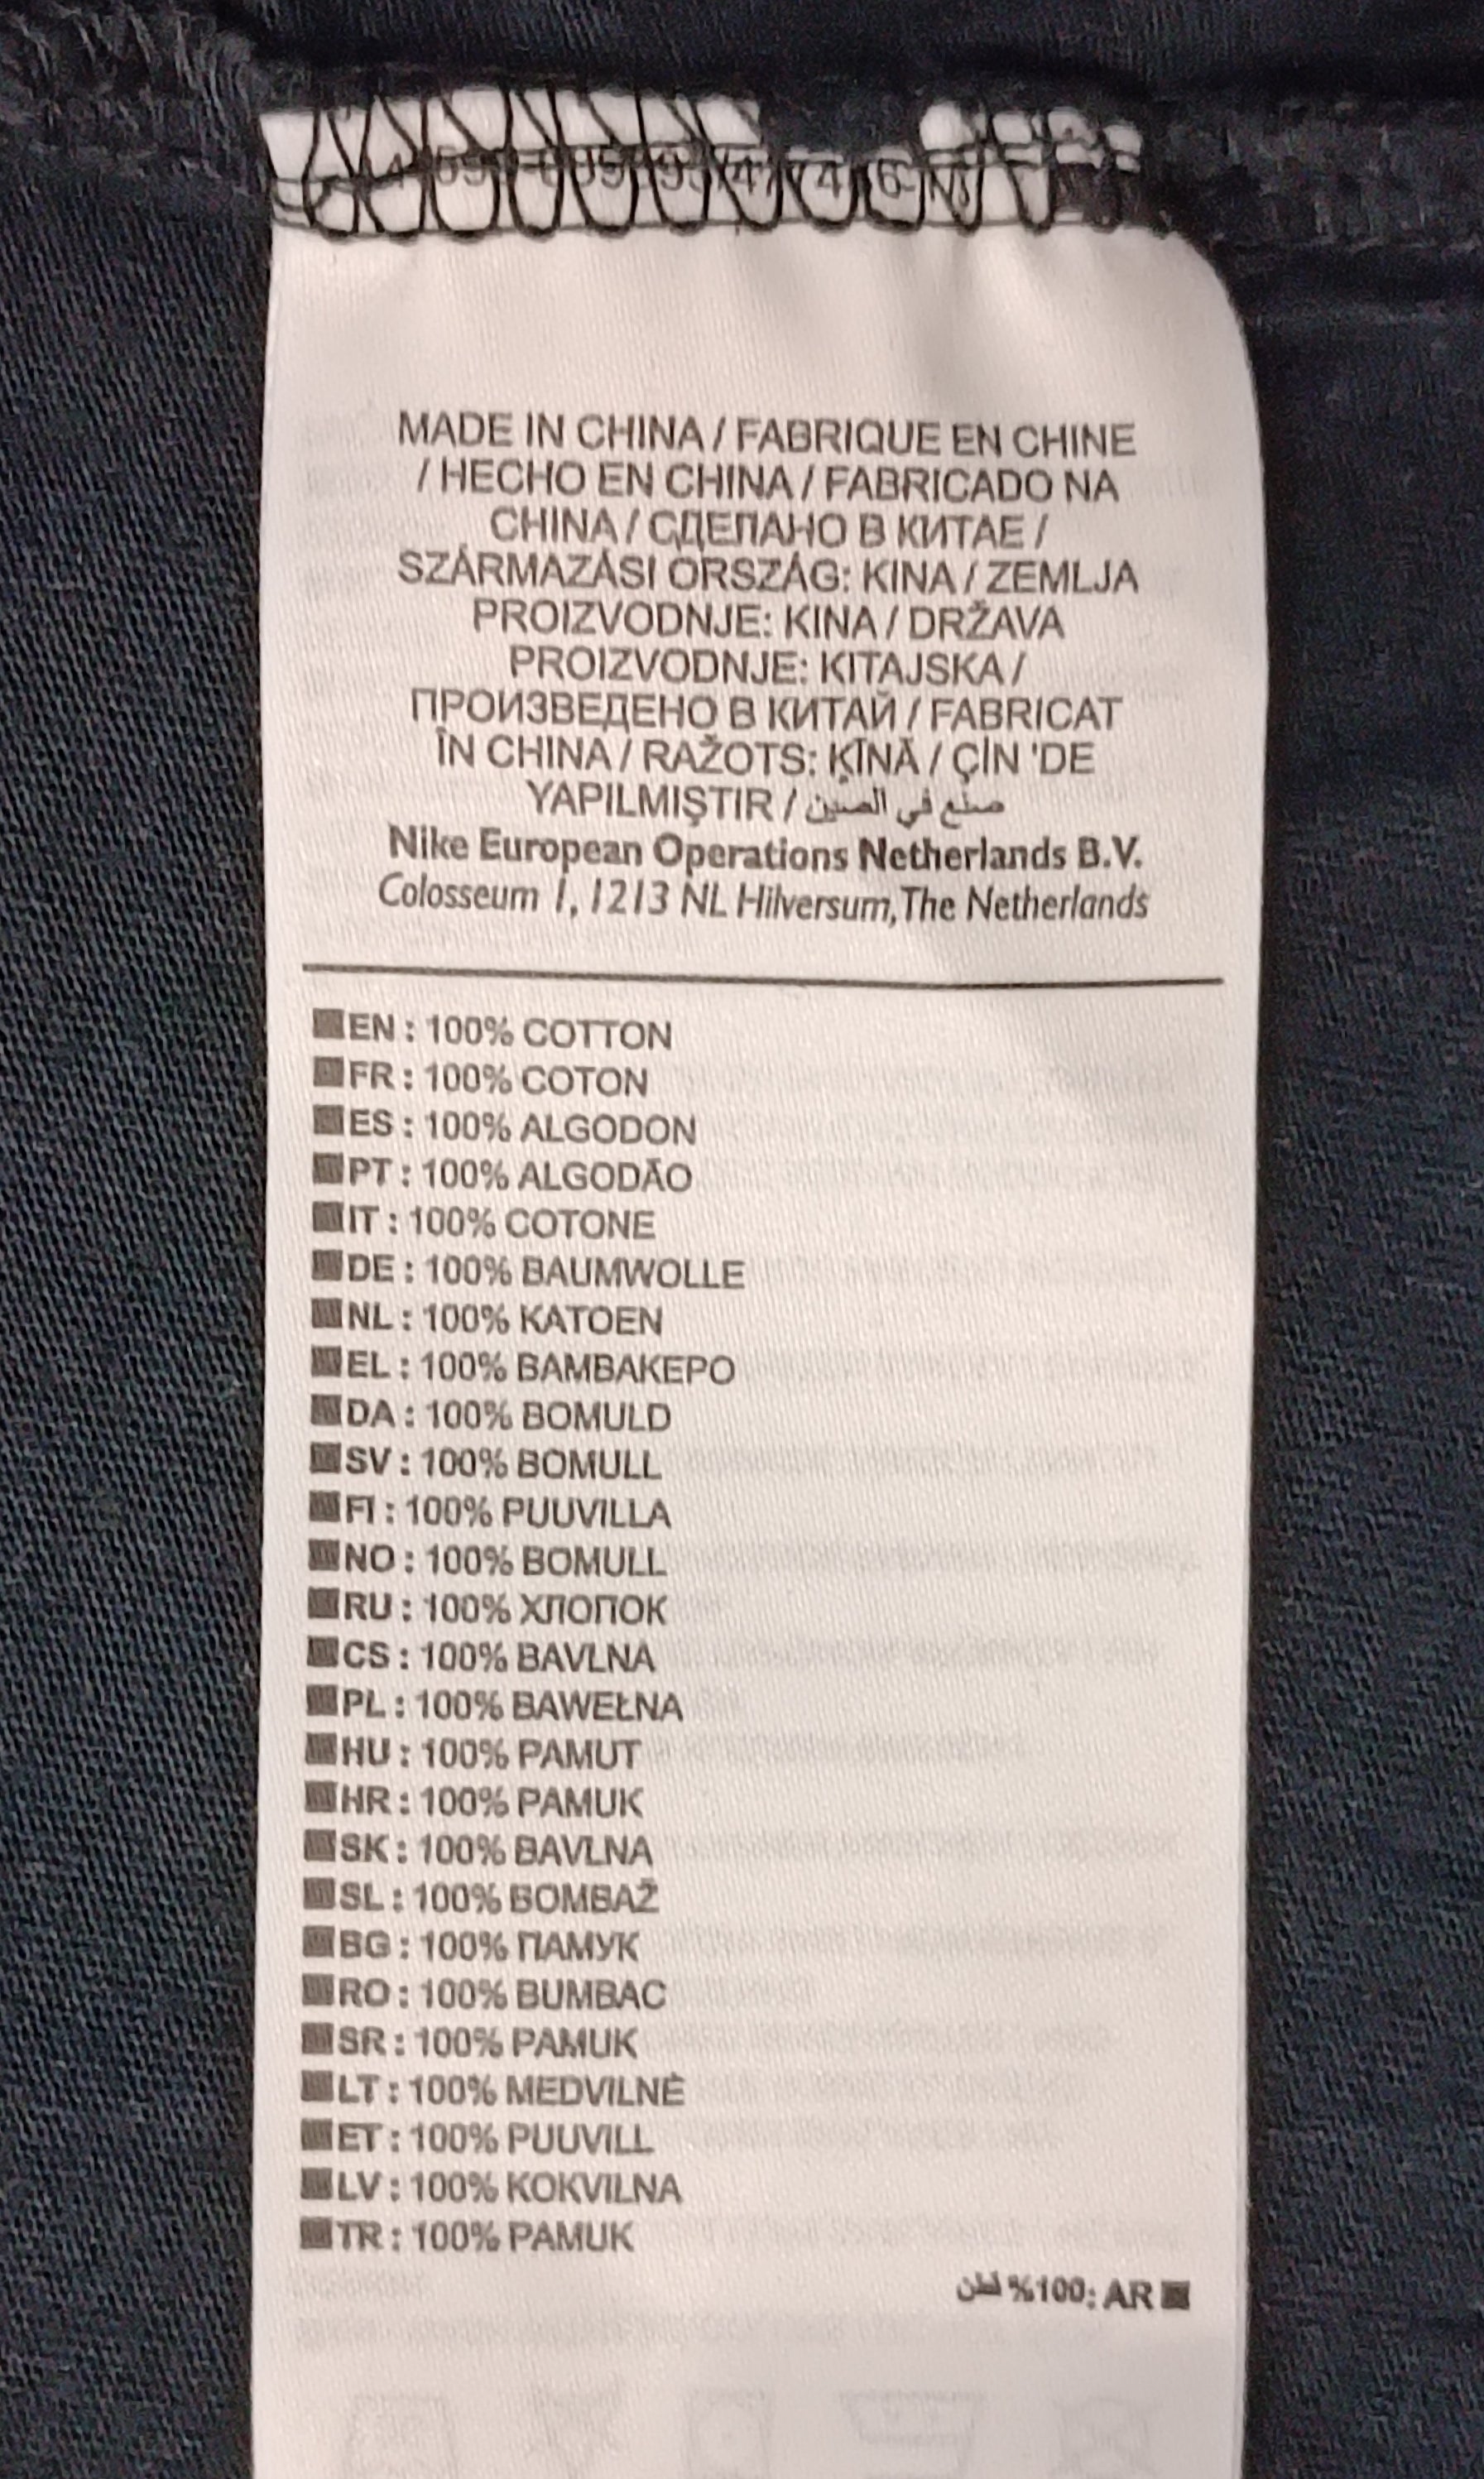 MADE IN CHINA / FABRIQUE EN CHINE
/ HECHO EN CHINA / FABRICADO NA
CHINA / СДЕЛАНО В КИТАЕ /
SZÁRMAZÁSI ORSZÁG: KINA / ZEMLJA
PROIZVODNJE: KINA / DRŽAVA
PROIZVODNJE: KITAJSKA /
ПРОИЗВЕДЕНО В КИТАЙ / FABRICAT
ÎN CHINA / RAŽOTS: ĶĪNĀ / ÇİN 'DE
YAPILMIŞTIR / صنع في الصين
Nike European Operations Netherlands B.V.
Colosseum 1, 1213 NL Hilversum, The Netherlands
EN : 100% COTTON
FR : 100% COTON
ES : 100% ALGODON
PT : 100% ALGODÃO
IT : 100% COTONE
DE : 100% BAUMWOLLE
NL : 100% KATOEN
EL : 100% ΒΑΜΒΑΚΕΡΟ
DA : 100% BOMULD
SV : 100% BOMULL
FI : 100% PUUVILLA
NO : 100% BOMULL
RU : 100% ХЛОПОК
CS : 100% BAVLNA
PL : 100% BAWEŁNA
HU : 100% PAMUT
HR : 100% PAMUK
SK : 100% BAVLNA
SL : 100% BOMBAŽ
BG : 100% ПАМУК
RO : 100% BUMBAC
SR : 100% PAMUK
LT : 100% MEDVILNĖ
ET : 100% PUUVILL
LV : 100% KOKVILNA
TR : 100% PAMUK
AR :100% قطن